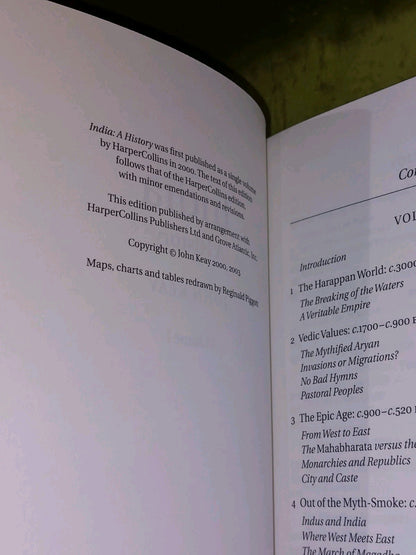 India: A History was first published as a single volume
by HarperCollins in 2000. The text of this edition
follows that of the HarperCollins edition,
with minor emendations and revisions.
This edition published by arrangement with
HarperCollins Publishers Ltd and Grove Atlantic, Inc.
Copyright © John Keay 2000, 2003
Maps, charts and tables redrawn by Reginald Piggott
Introduction
1 The Harappan World: c.3000
The Breaking of the Waters
A Veritable Empire
2 Vedic Values: c.1700–c.900
The Mythified Aryan
Invasions or Migrations?
No Bad Hymns
Pastoral Peoples
3 The Epic Age: c.900–c.520
From West to East
The Mahabharata versus the
Monarchies and Republics
City and Caste
4 Out of the Myth-Smoke: c.
Indus and India
Where West Meets East
The March of Magadha